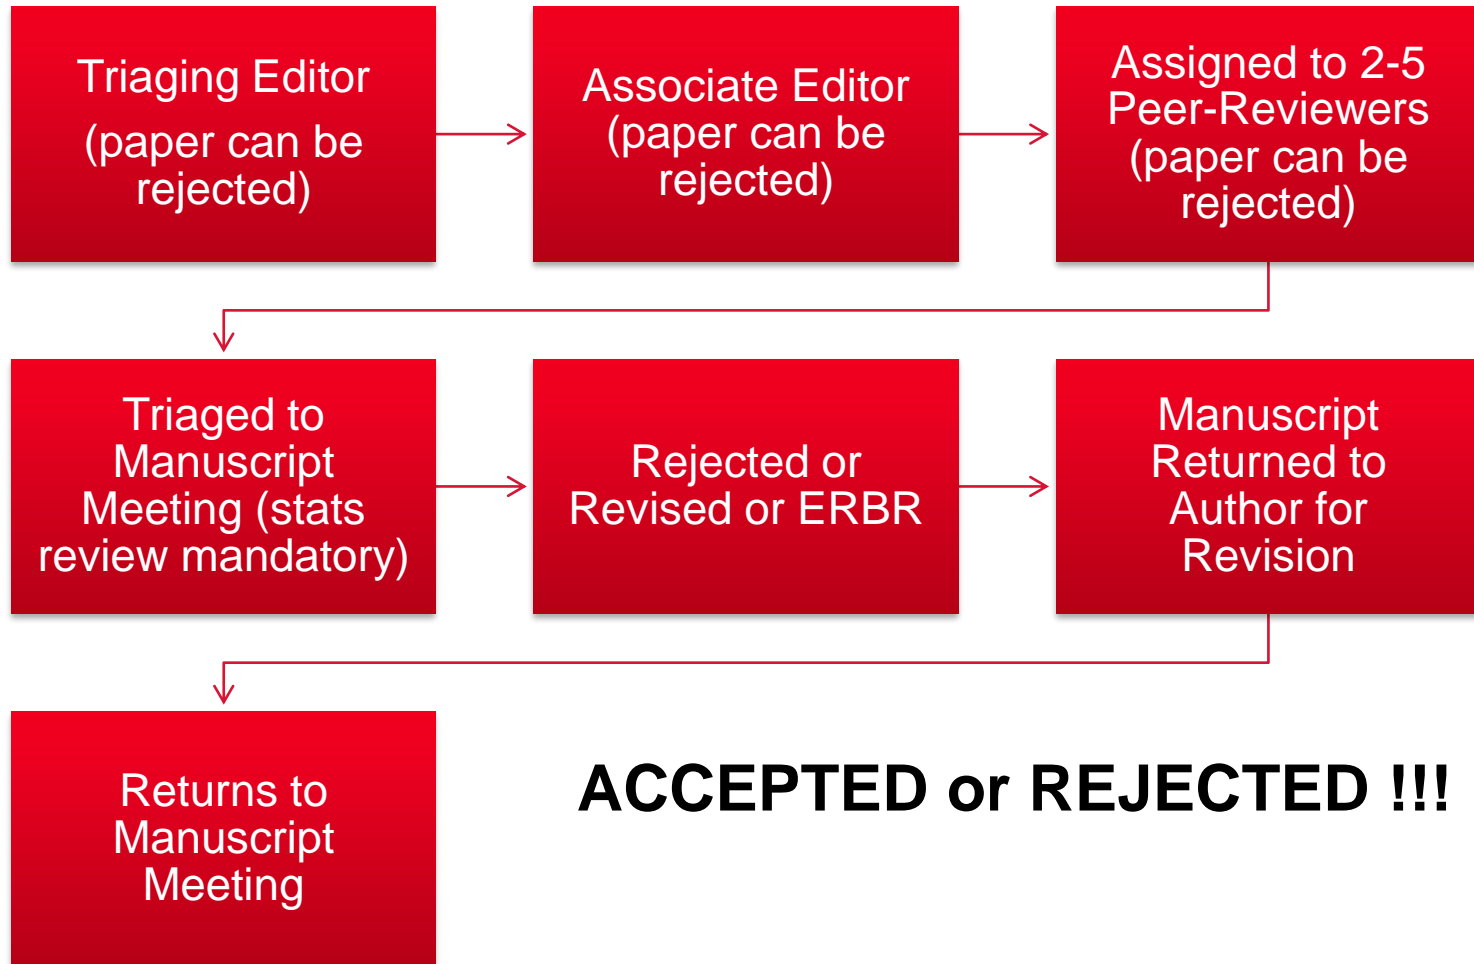 Triaging Editor
(paper can be
rejected)
Associate Editor
(paper can be
rejected)
Assigned to 2-5
Peer-Reviewers
(paper can be
rejected)
Triaged to
Manuscript
Meeting (stats
review mandatory)
Rejected or
Revised or ERBR
Manuscript
Returned to
Author for
Revision
Returns to
Manuscript
Meeting
ACCEPTED or REJECTED !!!